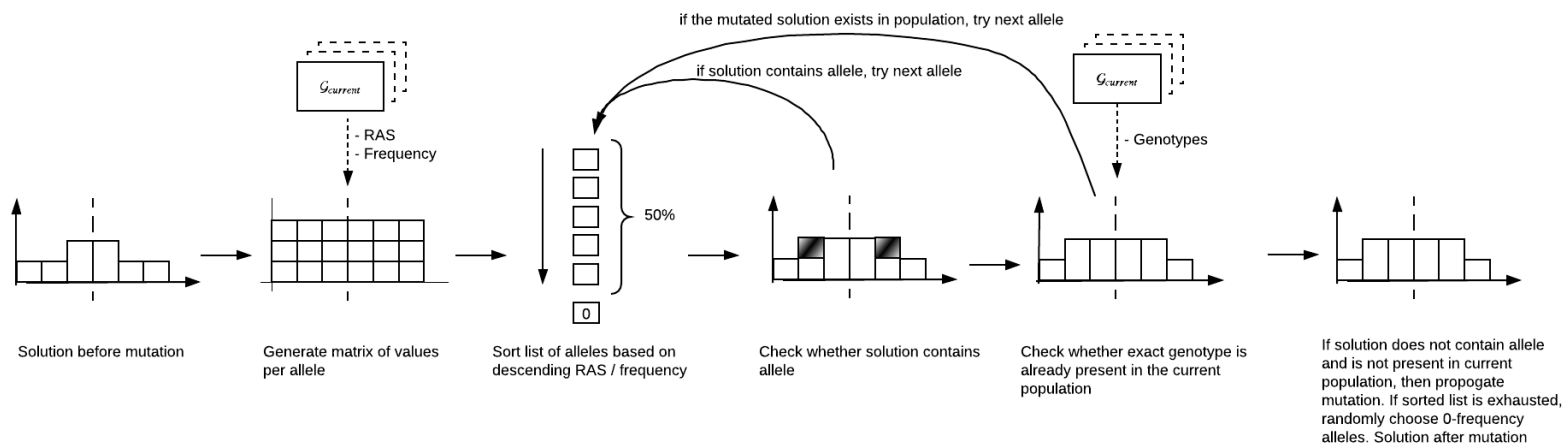 if the mutated solution exists in population, try next allele
if solution contains allele, try next allele
𝒢current
- RAS
- Frequency
𝒢current
- Genotypes
50%
0
Solution before mutation
Generate matrix of values
per allele
Sort list of alleles based on
descending RAS / frequency
Check whether solution contains
allele
Check whether exact genotype is
already present in the current
population
If solution does not contain allele
and is not present in current
population, then propogate
mutation. If sorted list is exhausted,
randomly choose 0-frequency
alleles. Solution after mutation